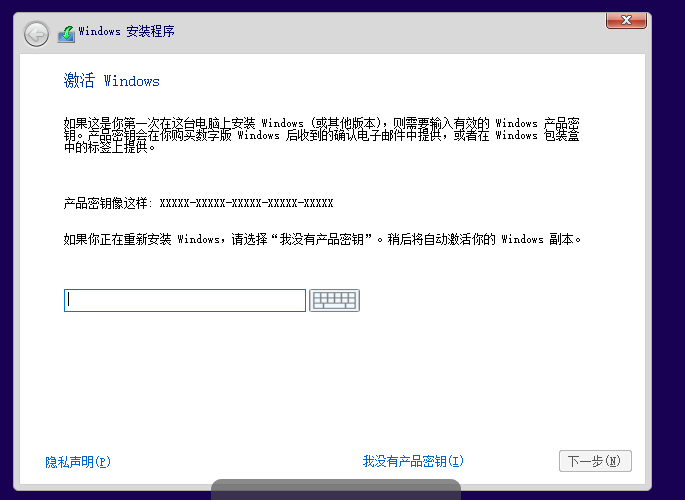 Windows 安装程序
激活 Windows
如果这是你第一次在这台电脑上安装 Windows (或其他版本)，则需要输入有效的 Windows 产品密
钥。产品密钥会在你购买数字版 Windows 后收到的确认电子邮件中提供，或者在 Windows 包装盒
中的标签上提供。
产品密钥像这样: XXXXX-XXXXX-XXXXX-XXXXX-XXXXX
如果你正在重新安装 Windows，请选择“我没有产品密钥”。稍后将自动激活你的 Windows 副本。
隐私声明(P)
我没有产品密钥(I)
下一步(N)